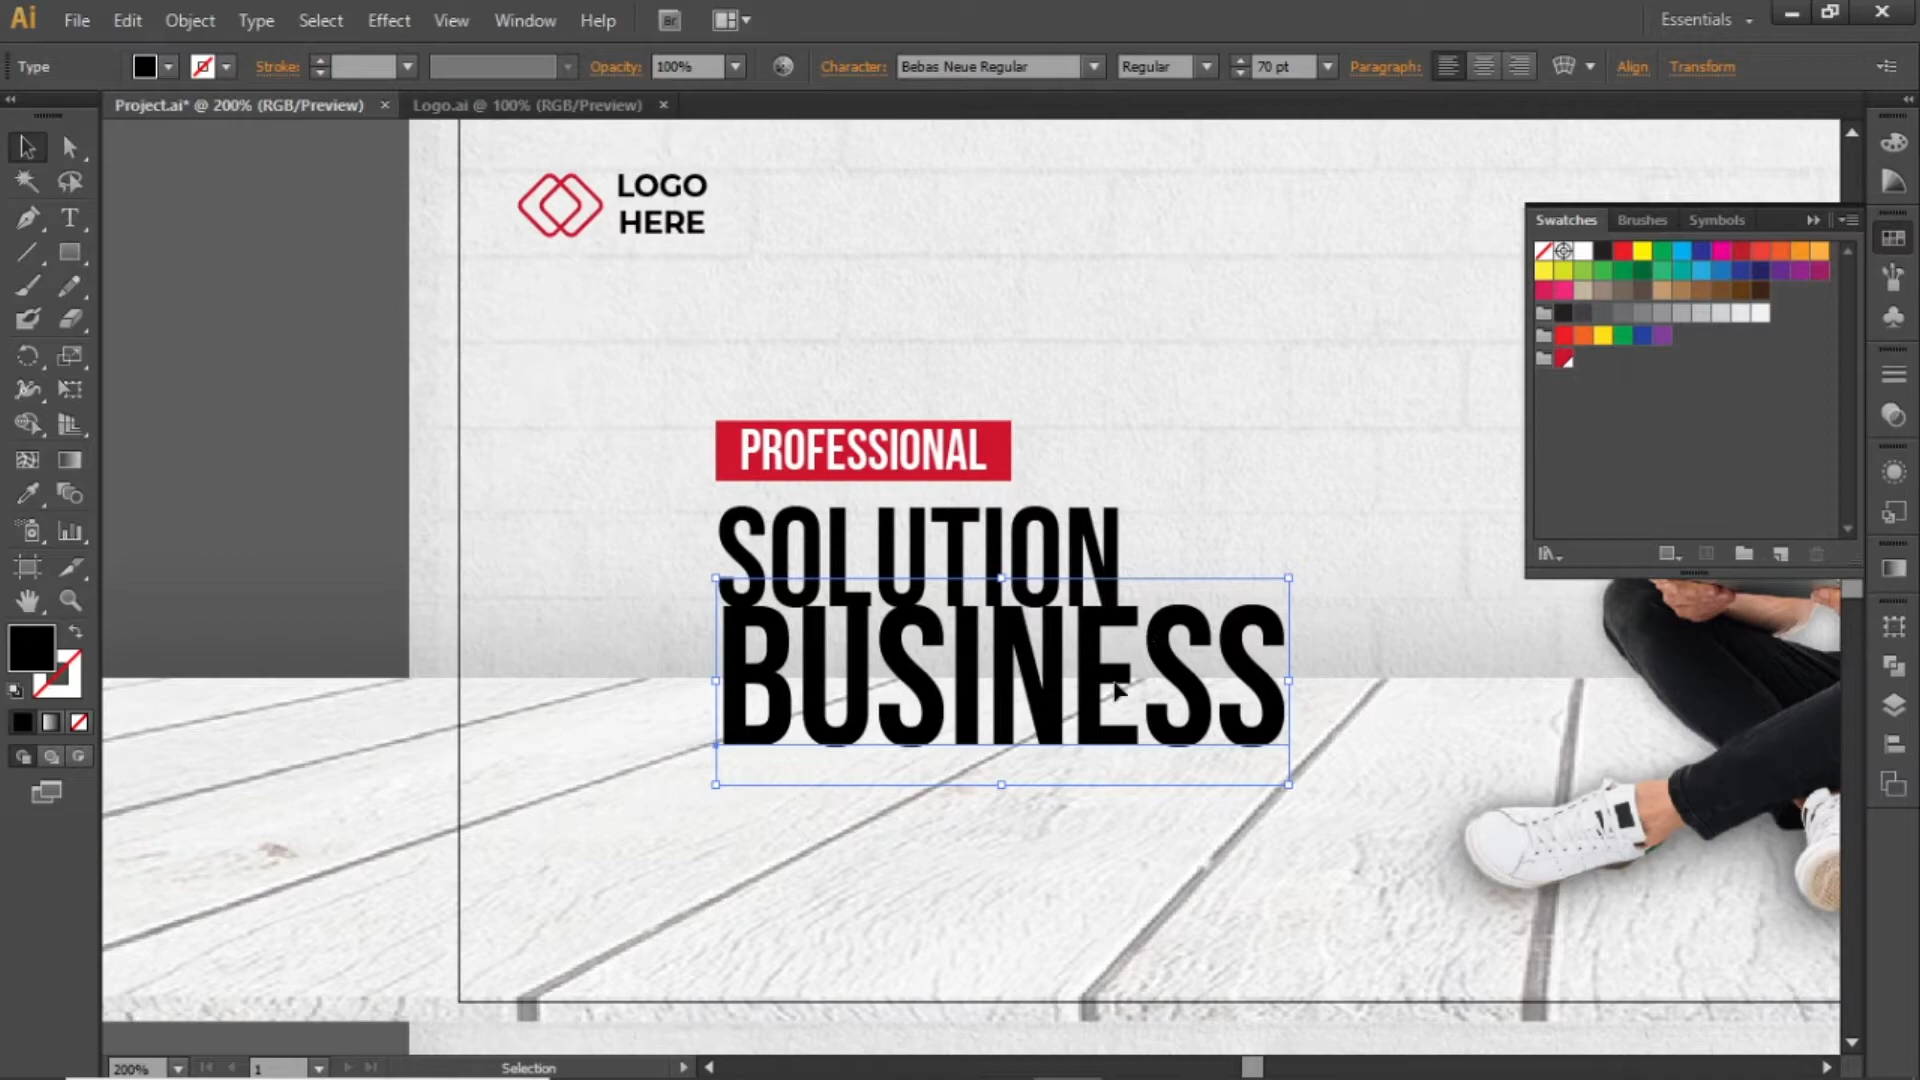 Ai File Edit Object Type Select Effect View Window Help Br Essentials
Type Stroke: Opacity: 100% Character: Bebas Neue Regular Regular 70 pt Paragraph: Align Transform
Project.ai* @ 200% (RGB/Preview) × Logo.ai @ 100% (RGB/Preview) ×
LOGO
HERE
Swatches Brushes Symbols
PROFESSIONAL
SOLUTION
BUSINESS
200% 1 Selection